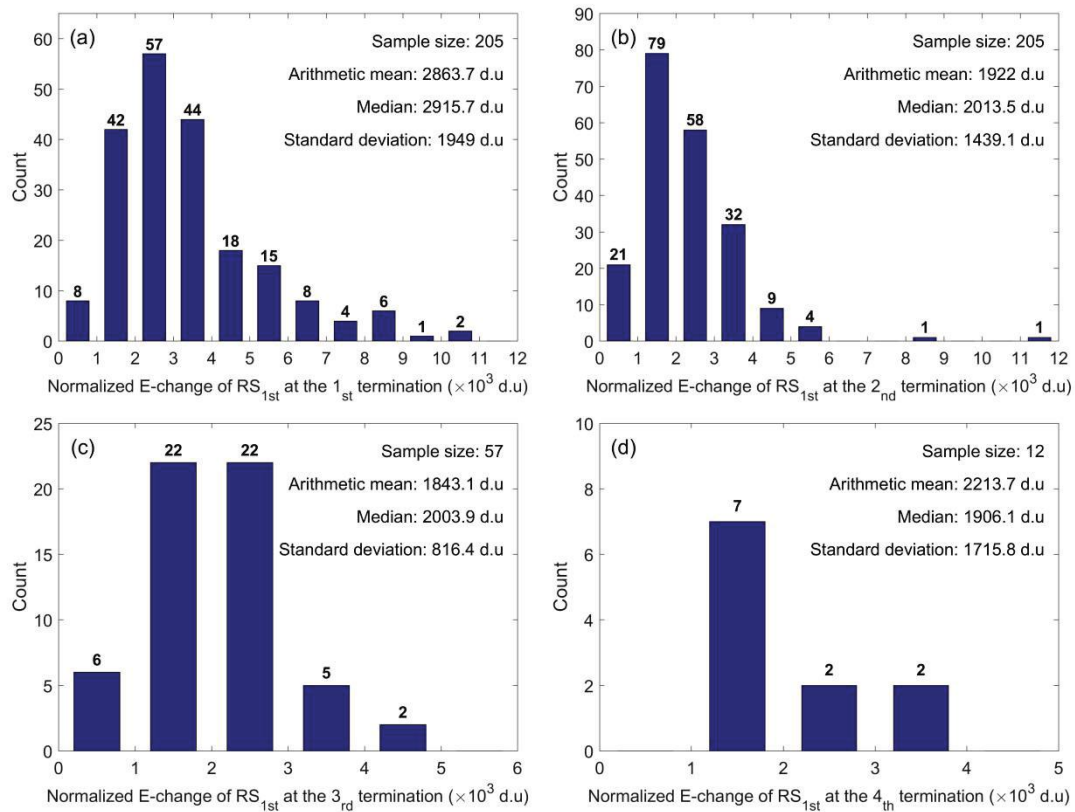 (a)
Sample size: 205
Arithmetic mean: 2863.7 d.u
Median: 2915.7 d.u
Standard deviation: 1949 d.u
60
50
40
30
20
10
0
Count
8
42
57
44
18
15
8
4
6
1
2
0 1 2 3 4 5 6 7 8 9 10 11 12
Normalized E-change of RS1st at the 1st termination (×10³ d.u)
(b)
Sample size: 205
Arithmetic mean: 1922 d.u
Median: 2013.5 d.u
Standard deviation: 1439.1 d.u
90
80
70
60
50
40
30
20
10
0
Count
21
79
58
32
9
4
1
1
0 1 2 3 4 5 6 7 8 9 10 11 12
Normalized E-change of RS1st at the 2nd termination (×10³ d.u)
(c)
Sample size: 57
Arithmetic mean: 1843.1 d.u
Median: 2003.9 d.u
Standard deviation: 816.4 d.u
25
20
15
10
5
0
Count
6
22
22
5
2
0 1 2 3 4 5 6
Normalized E-change of RS1st at the 3rd termination (×10³ d.u)
(d)
Sample size: 12
Arithmetic mean: 2213.7 d.u
Median: 1906.1 d.u
Standard deviation: 1715.8 d.u
10
8
6
4
2
0
Count
7
2
2
0 1 2 3 4 5
Normalized E-change of RS1st at the 4th termination (×10³ d.u)